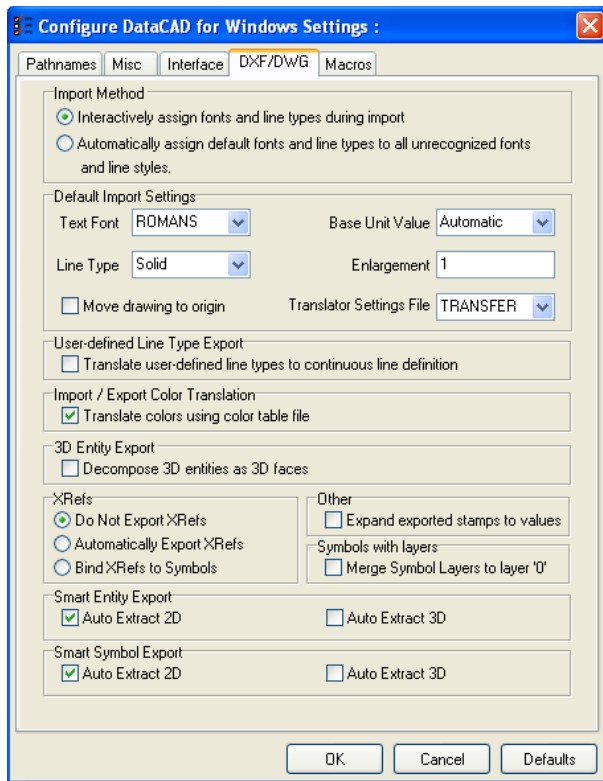 Configure DataCAD for Windows Settings :
Pathnames Misc Interface DXF/DWG Macros
Import Method
Interactively assign fonts and line types during import
Automatically assign default fonts and line types to all unrecognized fonts
and line styles.
Default Import Settings
Text Font ROMANS Base Unit Value Automatic
Line Type Solid Enlargement 1
Move drawing to origin Translator Settings File TRANSFER
User-defined Line Type Export
Translate user-defined line types to continuous line definition
Import / Export Color Translation
Translate colors using color table file
3D Entity Export
Decompose 3D entities as 3D faces
XRefs
Do Not Export XRefs
Automatically Export XRefs
Bind XRefs to Symbols
Other
Expand exported stamps to values
Symbols with layers
Merge Symbol Layers to layer '0'
Smart Entity Export
Auto Extract 2D Auto Extract 3D
Smart Symbol Export
Auto Extract 2D Auto Extract 3D
OK Cancel Defaults